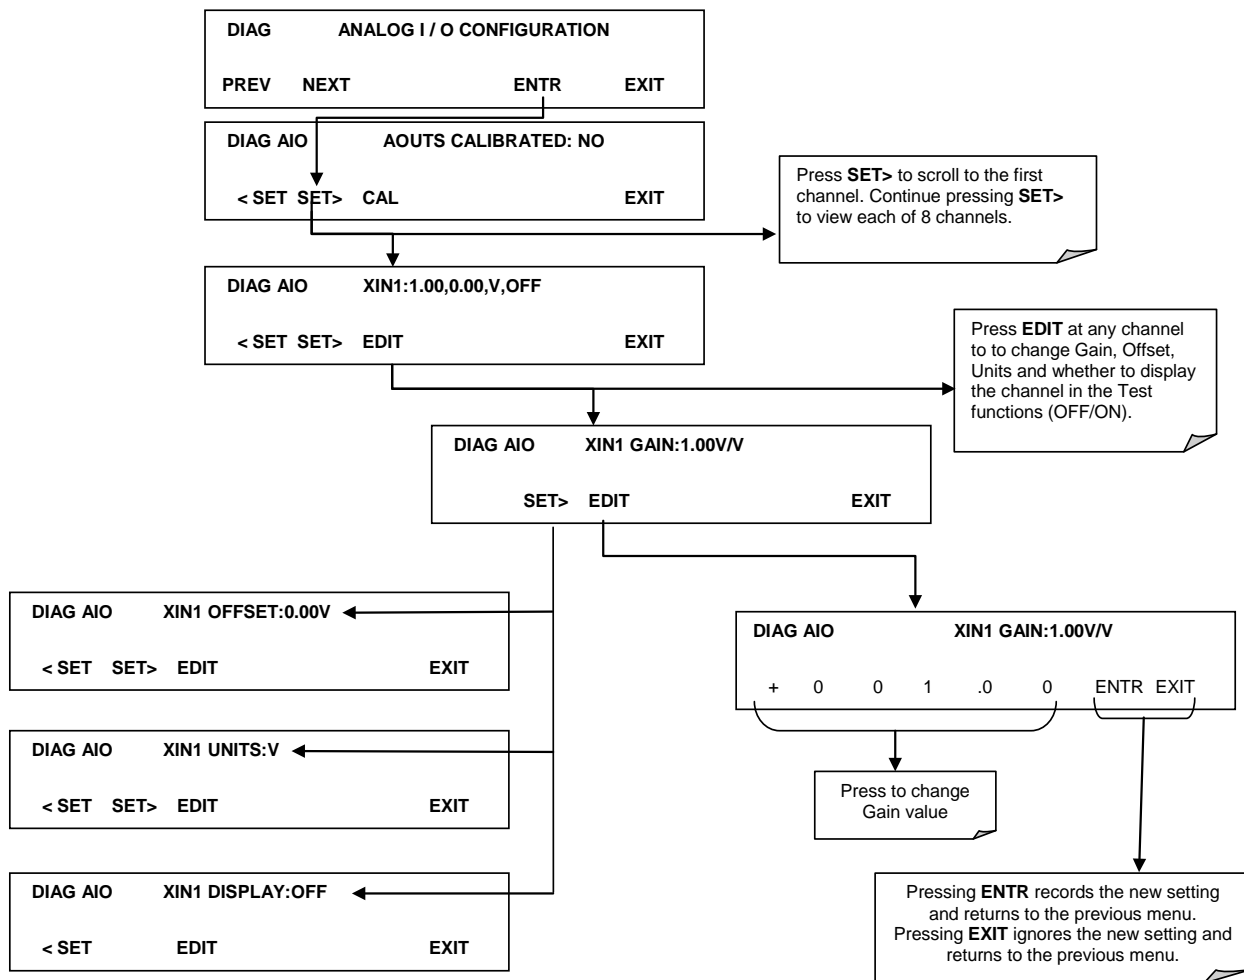 DIAG ANALOG I / O CONFIGURATION
PREV NEXT ENTR EXIT
DIAG AIO AOUTS CALIBRATED: NO
< SET SET> CAL EXIT
Press SET> to scroll to the first
channel. Continue pressing SET>
to view each of 8 channels.
DIAG AIO XIN1:1.00,0.00,V,OFF
< SET SET> EDIT EXIT
Press EDIT at any channel
to to change Gain, Offset,
Units and whether to display
the channel in the Test
functions (OFF/ON).
DIAG AIO XIN1 GAIN:1.00V/V
SET> EDIT EXIT
DIAG AIO XIN1 OFFSET:0.00V
< SET SET> EDIT EXIT
DIAG AIO XIN1 GAIN:1.00V/V
+ 0 0 1 .0 0 ENTR EXIT
DIAG AIO XIN1 UNITS:V
< SET SET> EDIT EXIT
Press to change
Gain value
DIAG AIO XIN1 DISPLAY:OFF
< SET EDIT EXIT
Pressing ENTR records the new setting
and returns to the previous menu.
Pressing EXIT ignores the new setting and
returns to the previous menu.